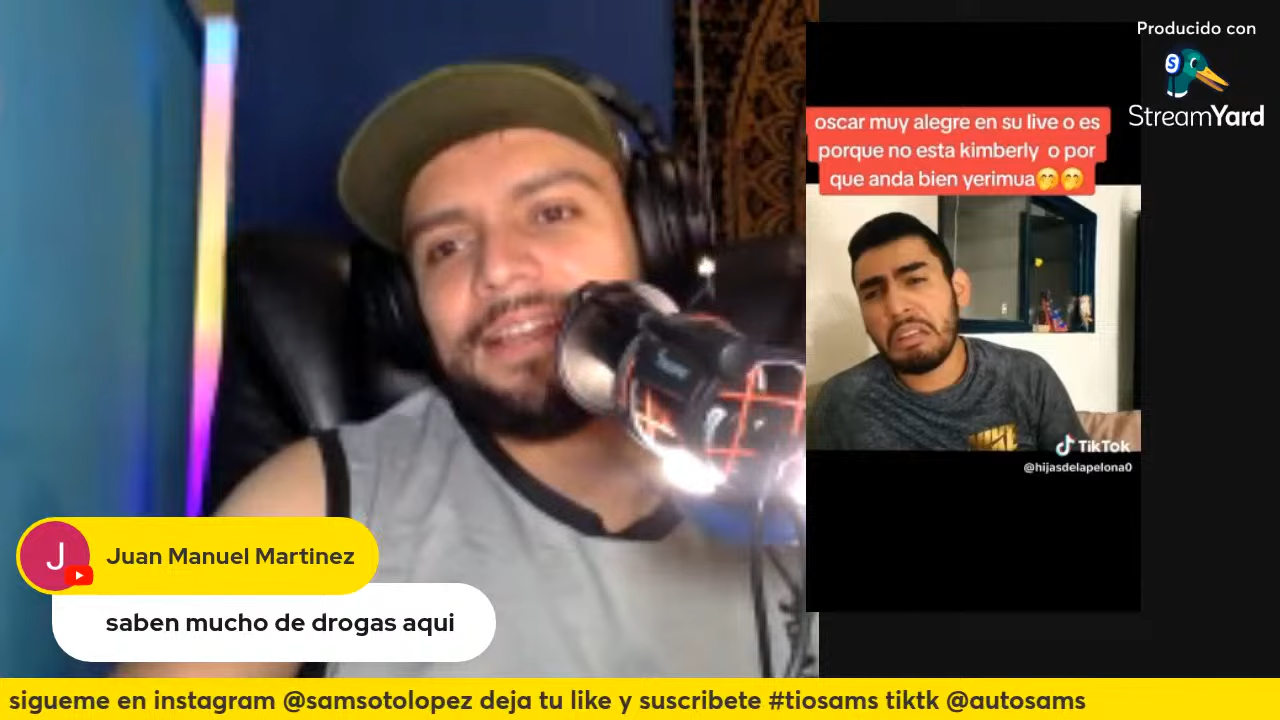 Producido con
StreamYard
oscar muy alegre en su live o es
porque no esta kimberly o por
que anda bien yerimua🤭🤭
TikTok
@hijasdelapelona0
J
Juan Manuel Martinez
saben mucho de drogas aqui
sigueme en instagram @samsotolopez deja tu like y suscribete #tiosams tiktk @autosams